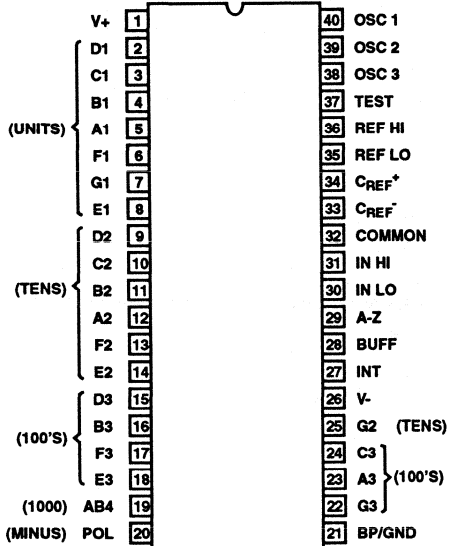 V+ 1 40 OSC 1
D1 2 39 OSC 2
C1 3 38 OSC 3
B1 4 37 TEST
(UNITS) A1 5 36 REF HI
F1 6 35 REF LO
G1 7 34 CREF+
E1 8 33 CREF-
D2 9 32 COMMON
C2 10 31 IN HI
(TENS) B2 11 30 IN LO
A2 12 29 A-Z
F2 13 28 BUFF
E2 14 27 INT
D3 15 26 V-
B3 16 25 G2 (TENS)
(100'S) F3 17 24 C3
E3 18 23 A3 (100'S)
(1000) AB4 19 22 G3
(MINUS) POL 20 21 BP/GND